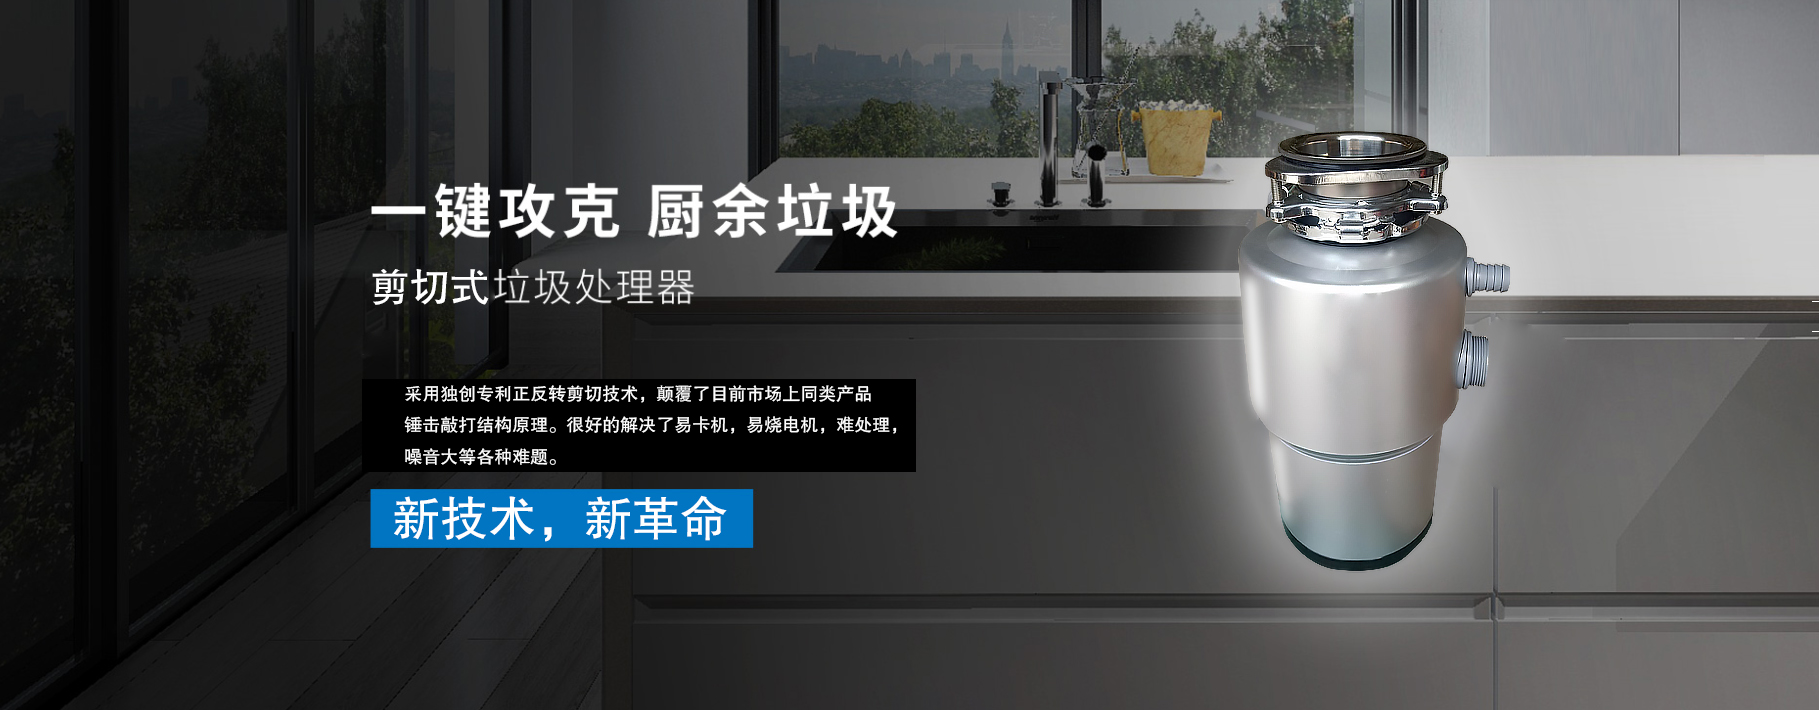 一键攻克 厨余垃圾
剪切式垃圾处理器
采用独创专利正反转剪切技术，颠覆了目前市场上同类产品
锤击敲打结构原理。很好的解决了易卡机，易烧电机，难处理，
噪音大等各种难题。
新技术，新革命